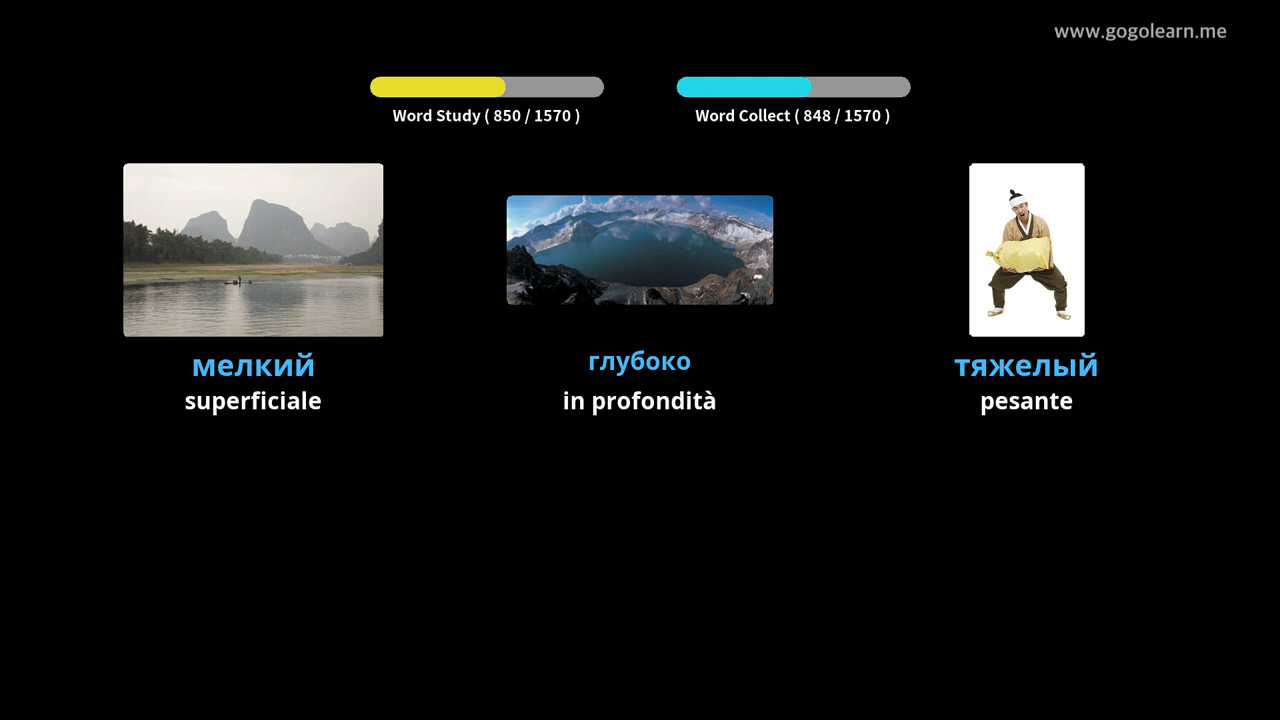 www.gogolearn.me
Word Study ( 850 / 1570 )
Word Collect ( 848 / 1570 )
мелкий
superficiale
глубоко
in profondità
тяжелый
pesante